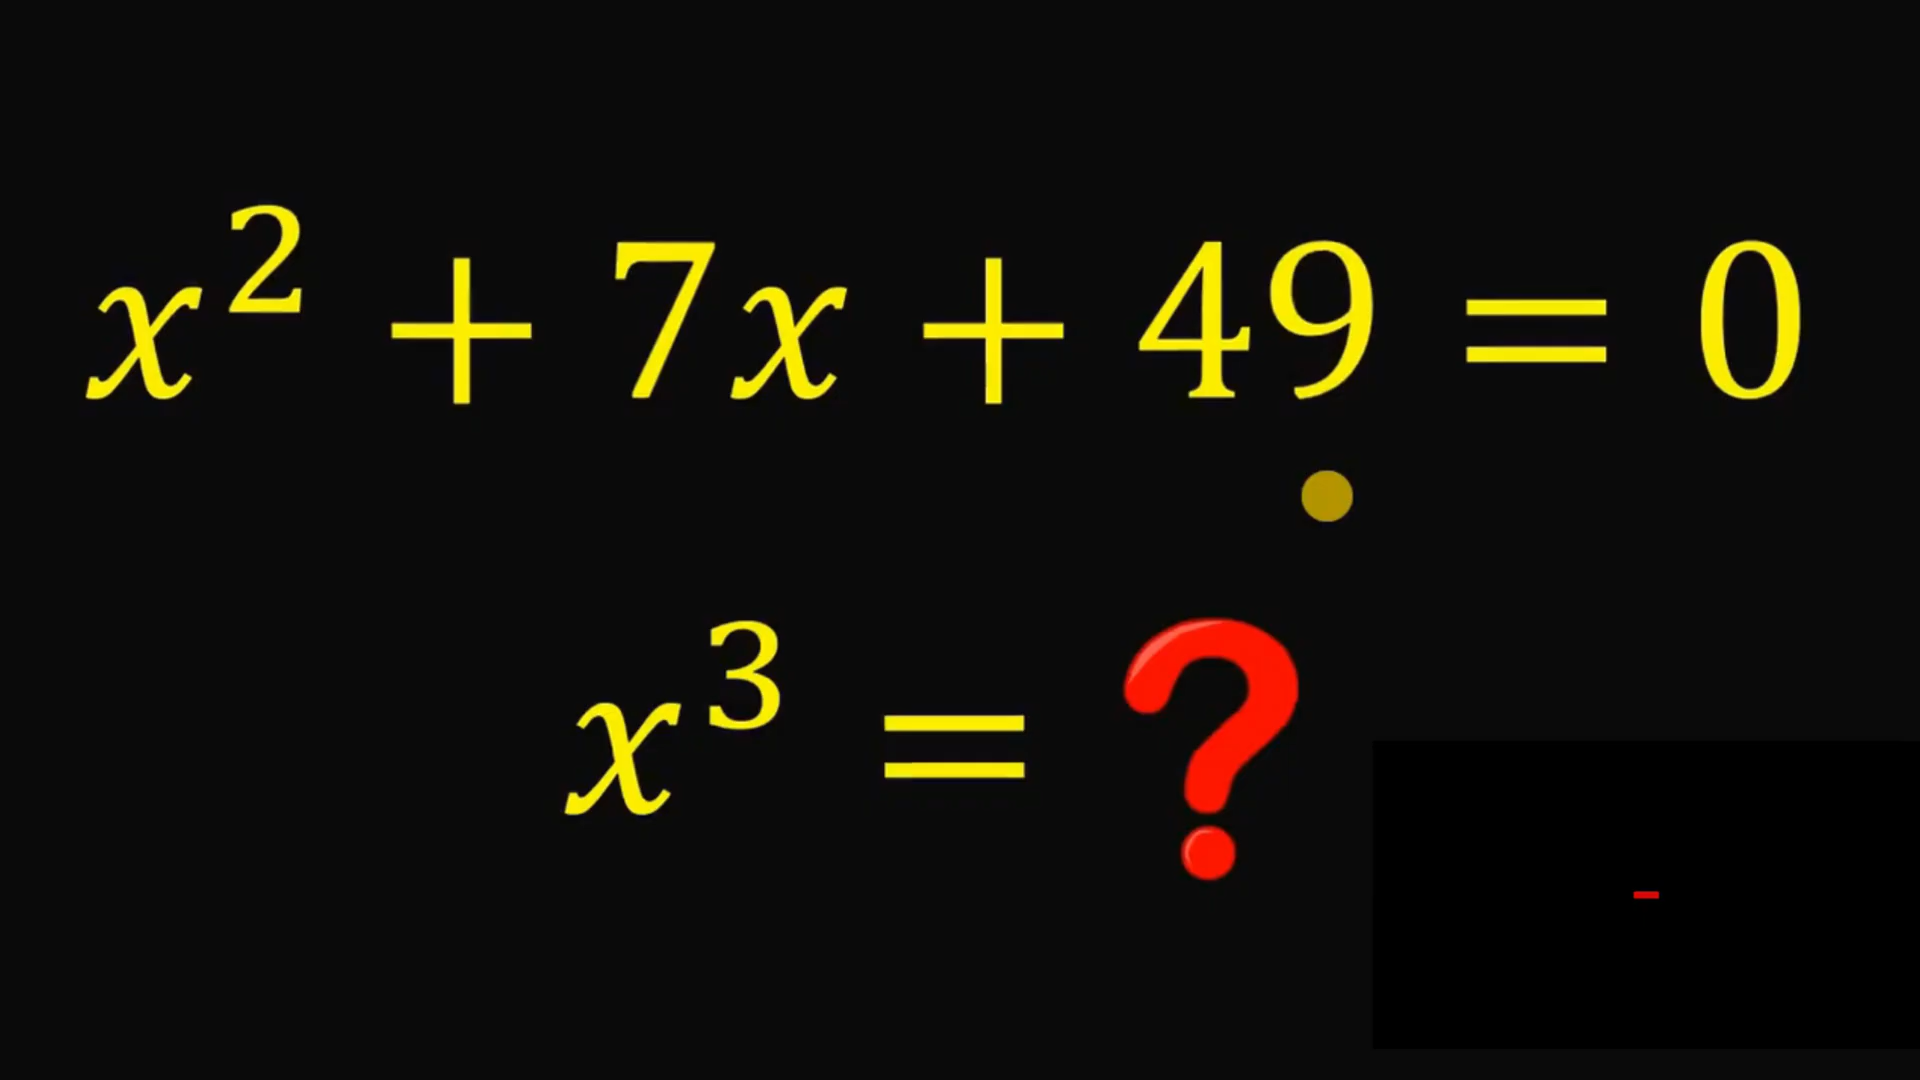 x² + 7x + 49 = 0
x³ = ❓